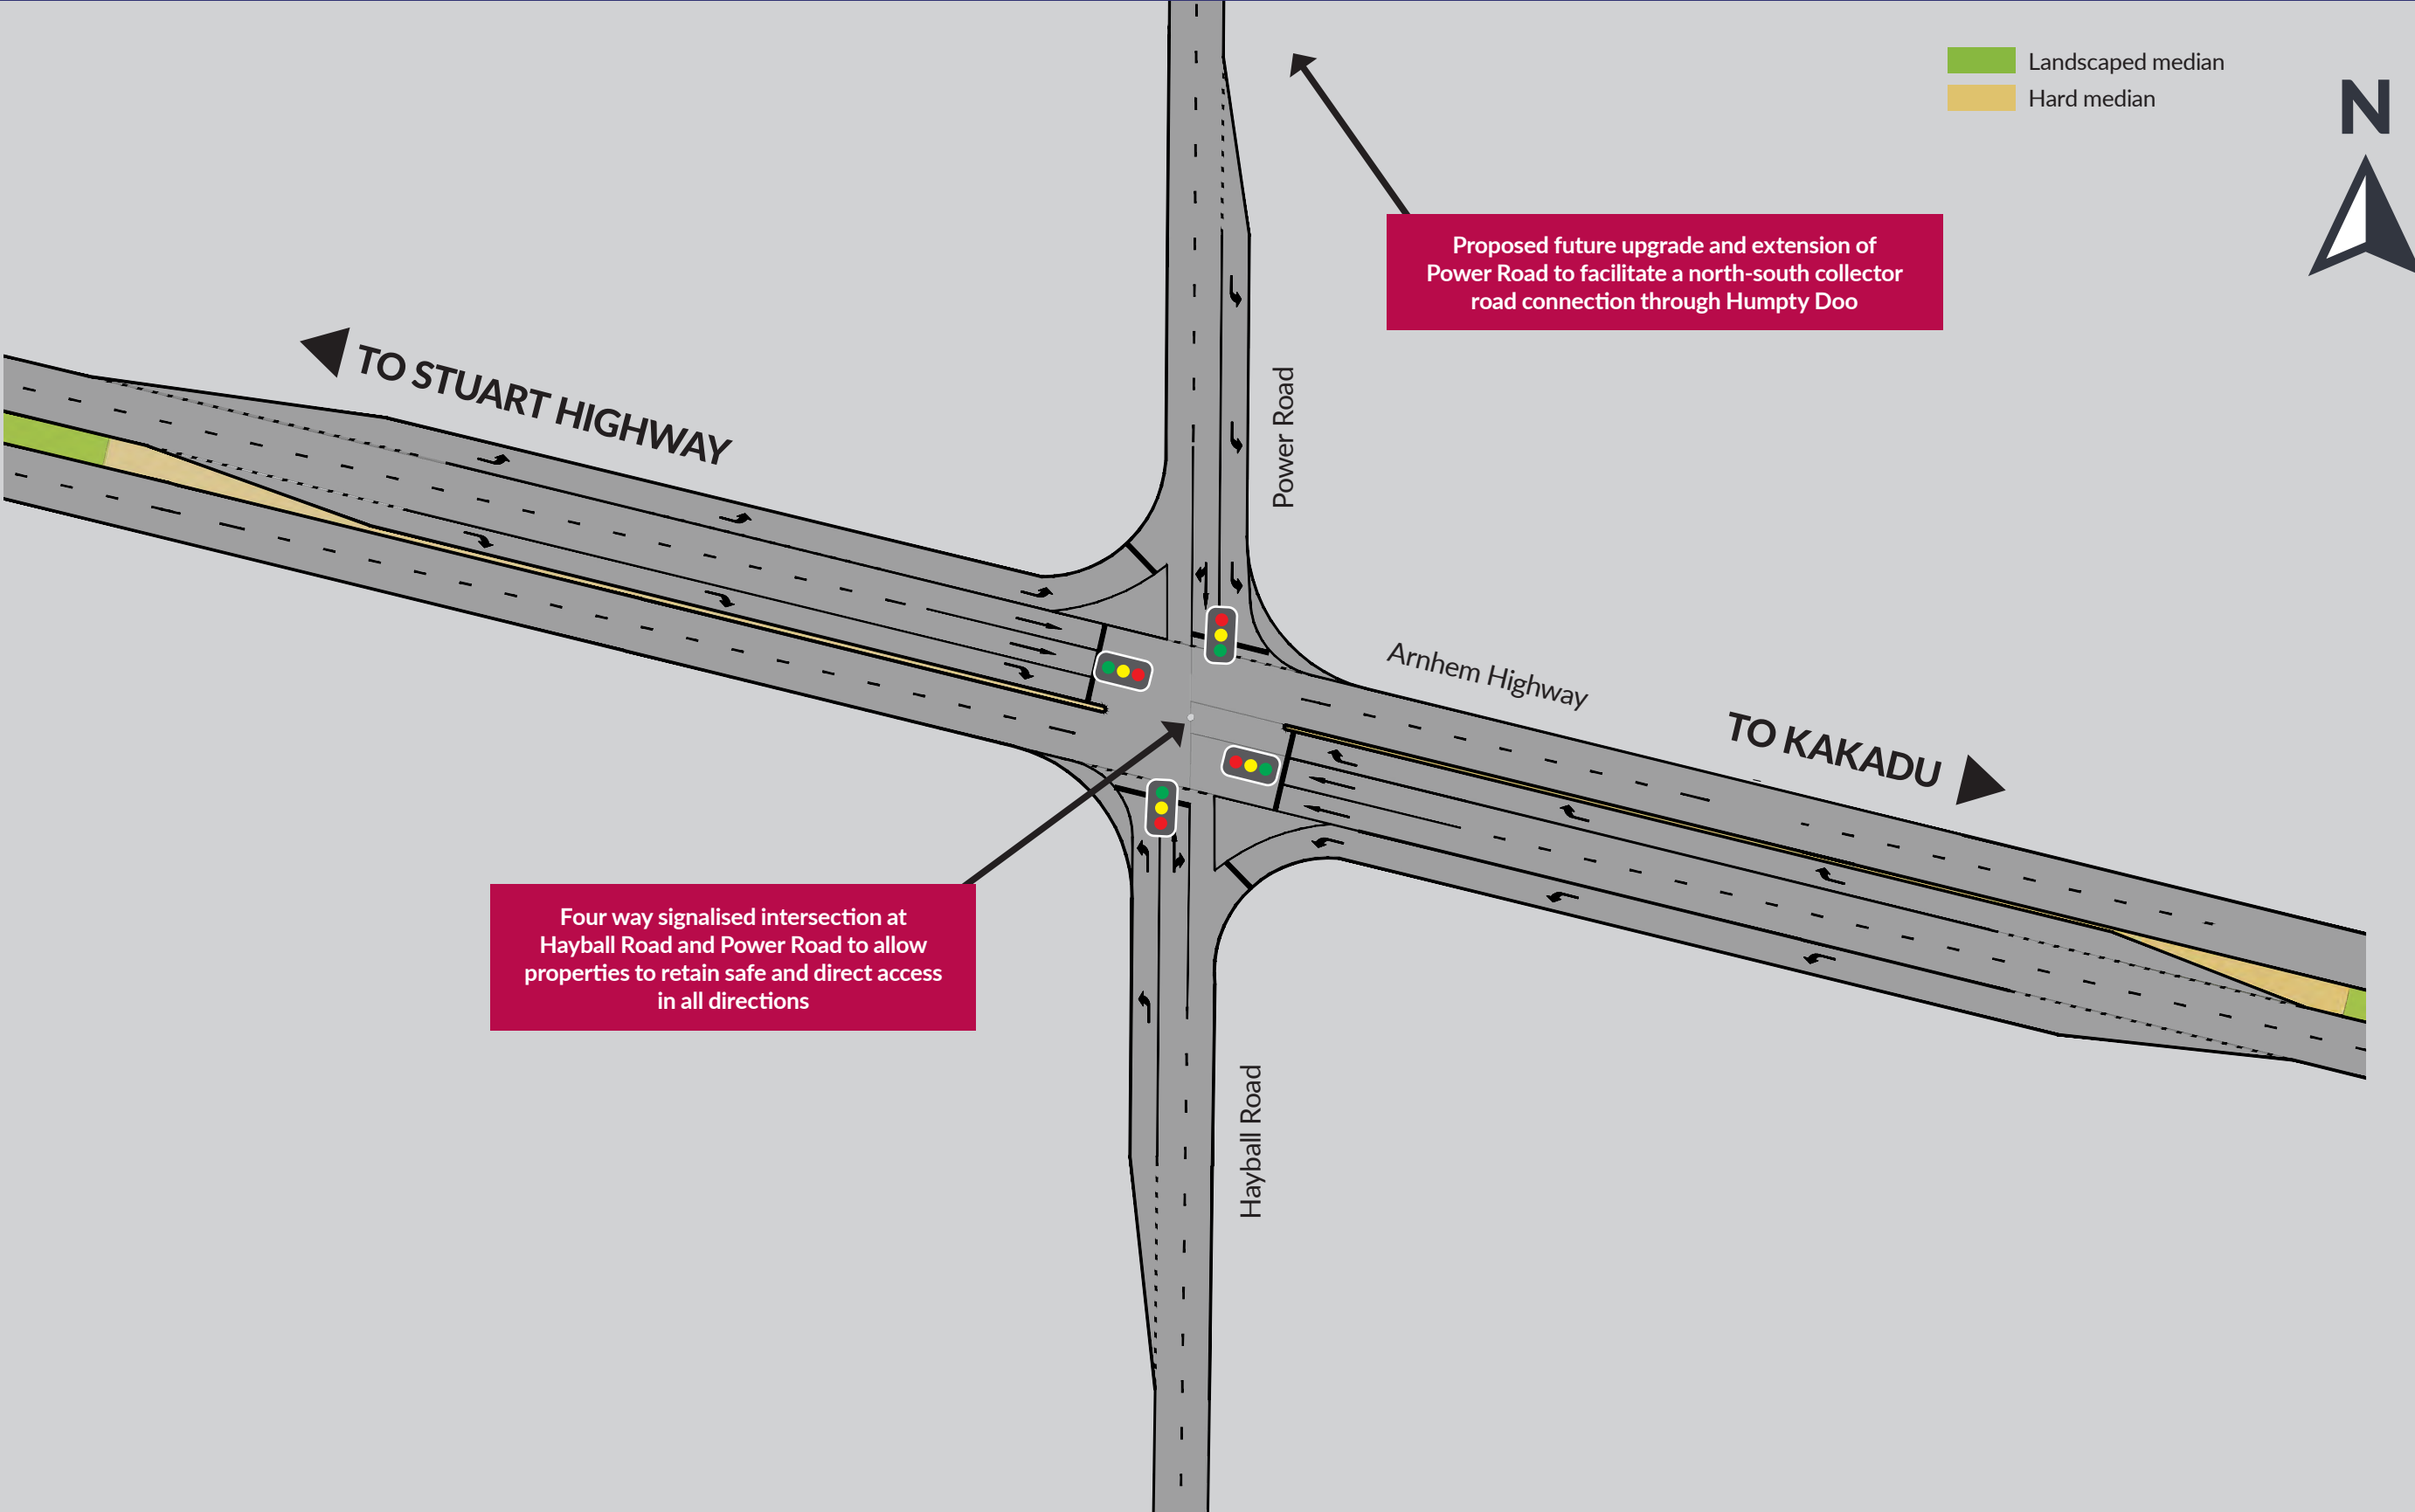 Landscaped median
Hard median
N
Proposed future upgrade and extension of
Power Road to facilitate a north-south collector
road connection through Humpty Doo
TO STUART HIGHWAY
Power Road
Arnhem Highway
TO KAKADU
Four way signalised intersection at
Hayball Road and Power Road to allow
properties to retain safe and direct access
in all directions
Hayball Road